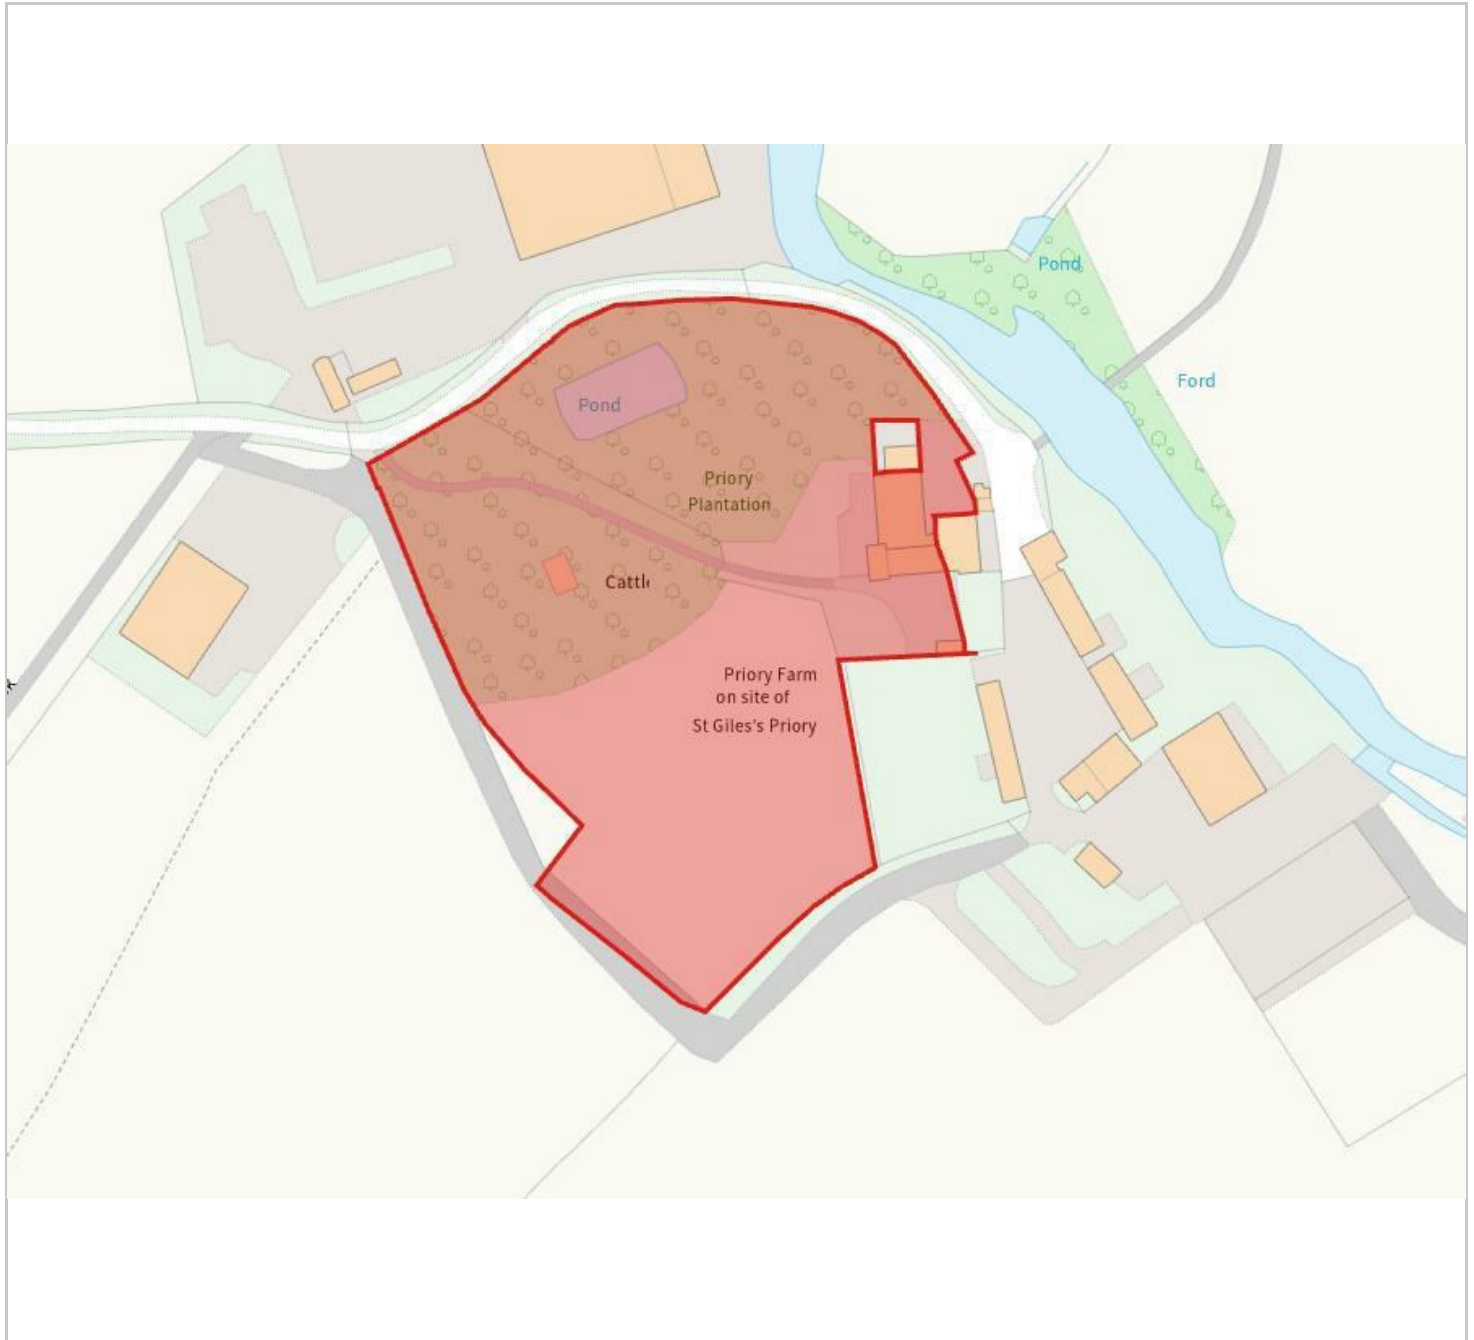 Pond
Ford
Pond
Priory
Plantation
Cattl
Priory Farm
on site of
St Giles's Priory